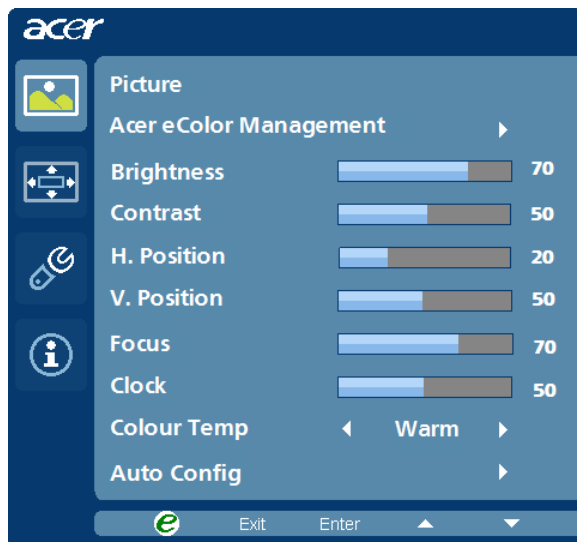 acer
Picture
Acer eColor Management
Brightness 70
Contrast 50
H. Position 20
V. Position 50
Focus 70
Clock 50
Colour Temp Warm
Auto Config
e Exit Enter